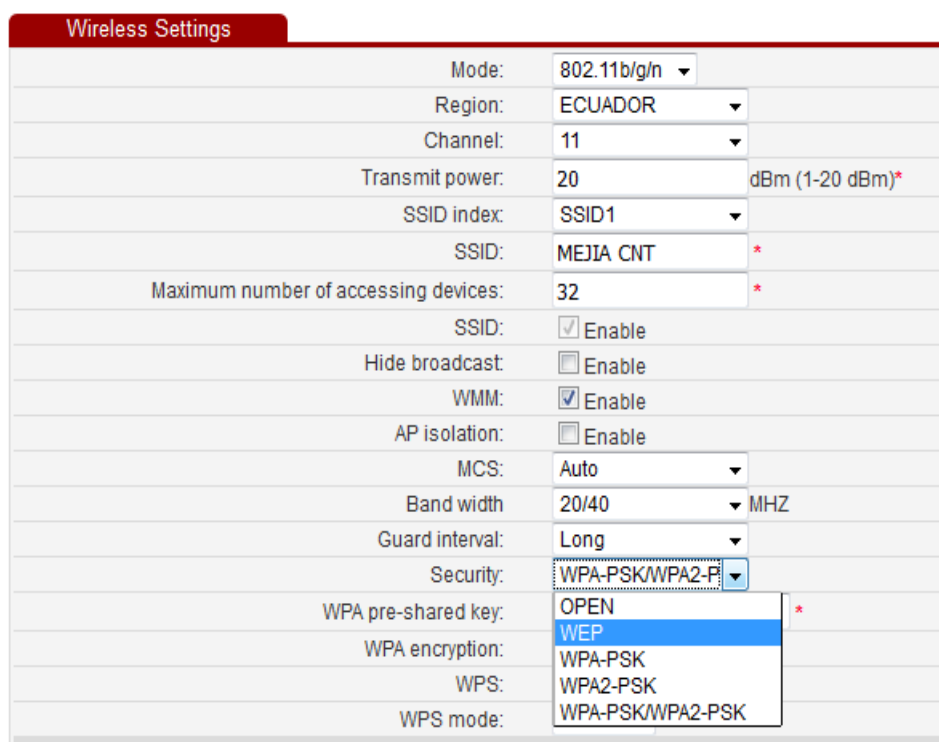 Wireless Settings
Mode: 802.11b/g/n
Region: ECUADOR
Channel: 11
Transmit power: 20 dBm (1-20 dBm)*
SSID index: SSID1
SSID: MEJIA CNT *
Maximum number of accessing devices: 32 *
SSID: Enable
Hide broadcast: Enable
WMM: Enable
AP isolation: Enable
MCS: Auto
Band width 20/40 MHZ
Guard interval: Long
Security: WPA-PSK/WPA2-P
OPEN
WPA pre-shared key: *
WEP
WPA encryption: WPA-PSK
WPS: WPA2-PSK
WPS mode: WPA-PSK/WPA2-PSK